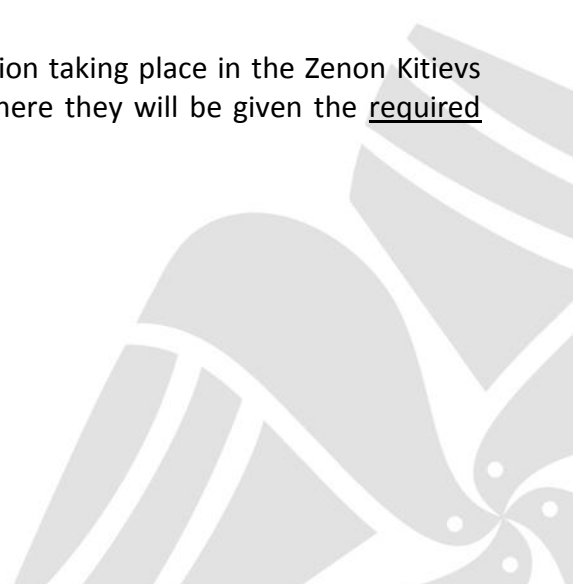 ion taking place in the Zenon Kitievs
here they will be given the required